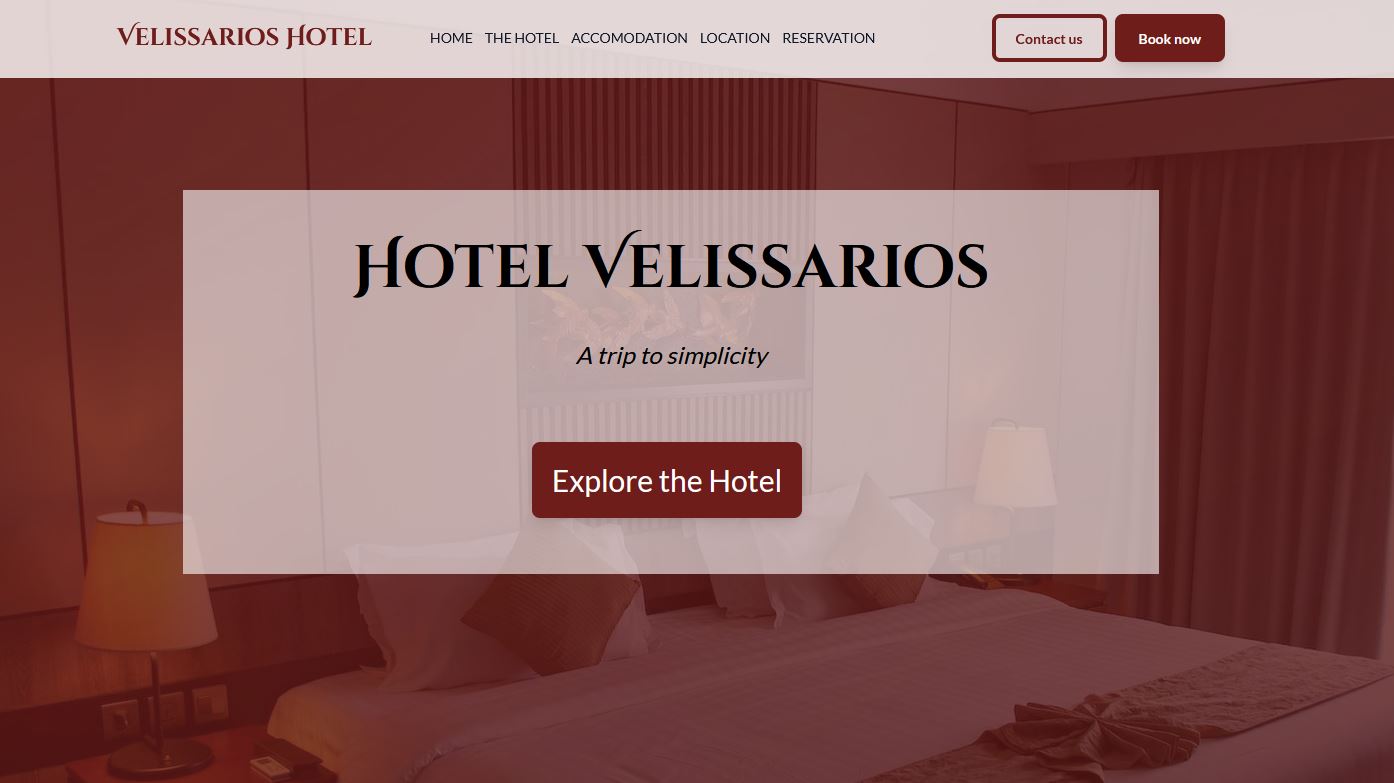 Velissarios Hotel
HOME THE HOTEL ACCOMODATION LOCATION RESERVATION
Contact us
Book now
Hotel Velissarios
A trip to simplicity
Explore the Hotel